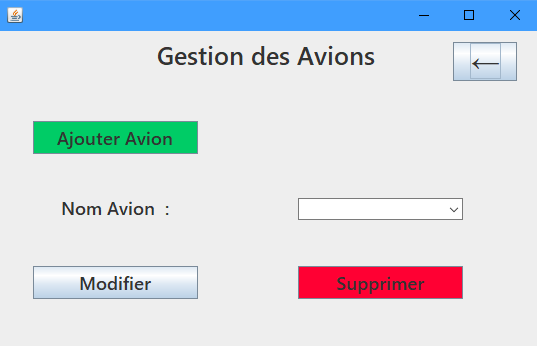 Gestion des Avions
←
Ajouter Avion
Nom Avion :
Modifier
Supprimer